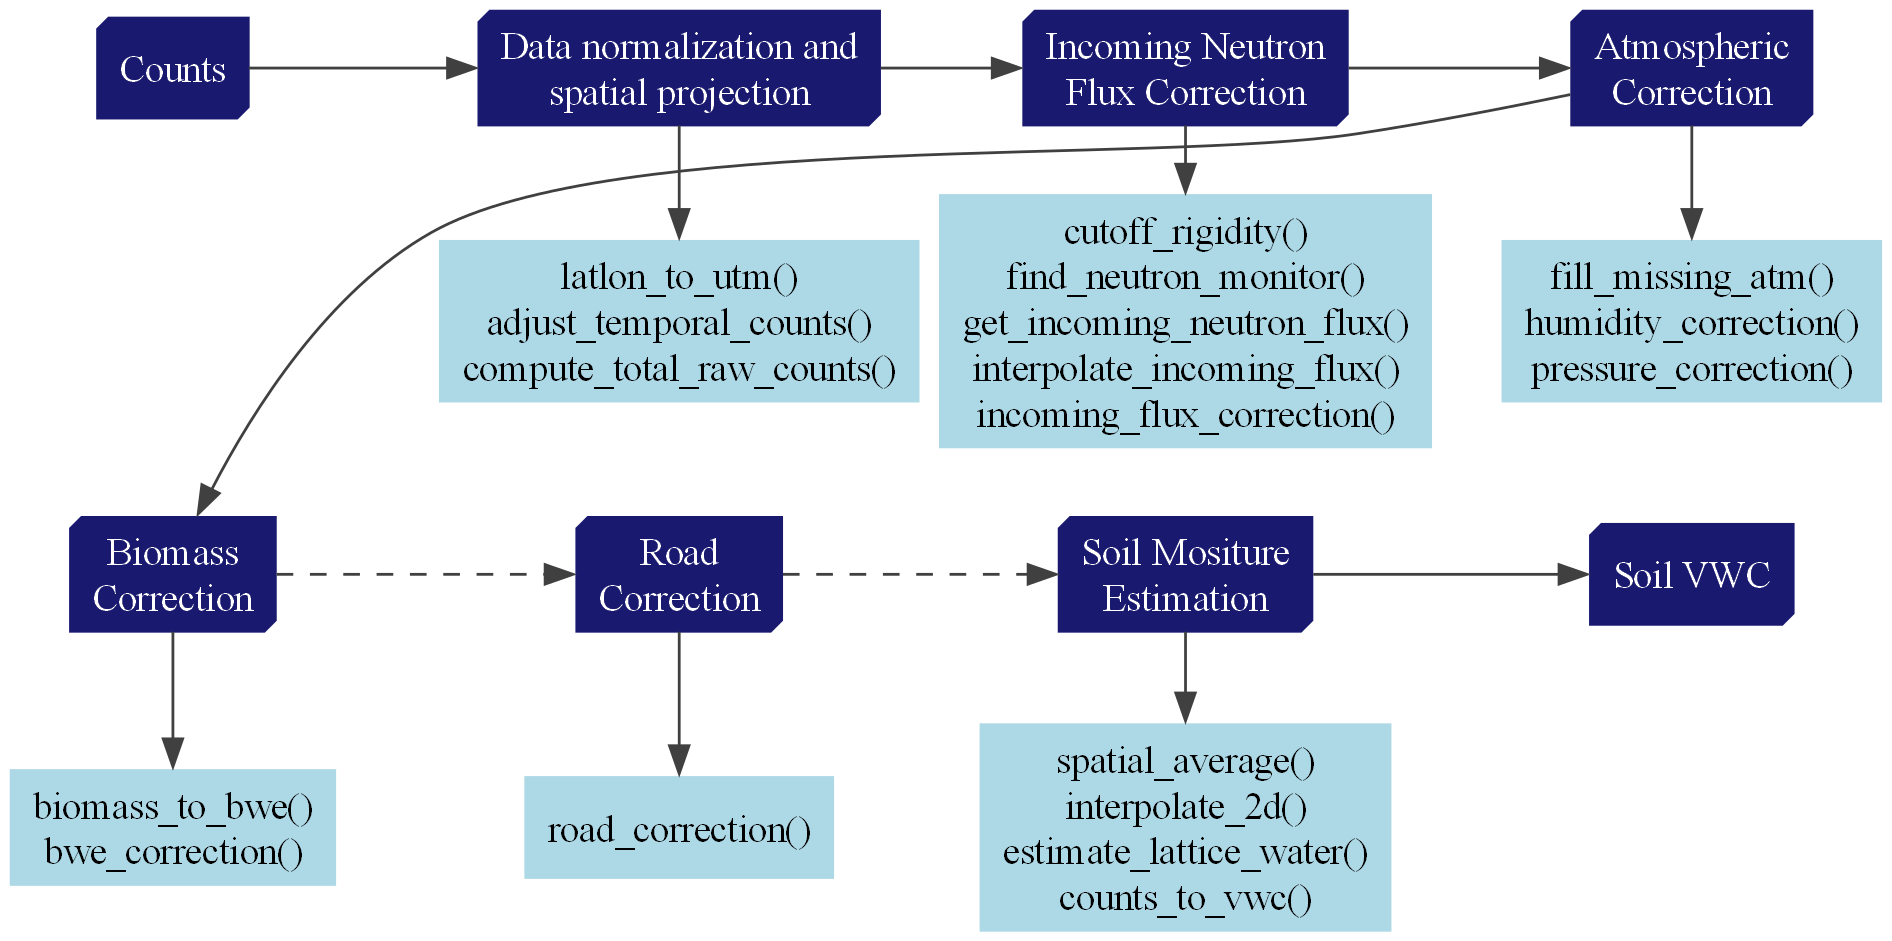 Counts
Data normalization and
spatial projection
Incoming Neutron
Flux Correction
Atmospheric
Correction
latlon_to_utm()
adjust_temporal_counts()
compute_total_raw_counts()
cutoff_rigidity()
find_neutron_monitor()
get_incoming_neutron_flux()
interpolate_incoming_flux()
incoming_flux_correction()
fill_missing_atm()
humidity_correction()
pressure_correction()
Biomass
Correction
Road
Correction
Soil Mositure
Estimation
Soil VWC
biomass_to_bwe()
bwe_correction()
road_correction()
spatial_average()
interpolate_2d()
estimate_lattice_water()
counts_to_vwc()